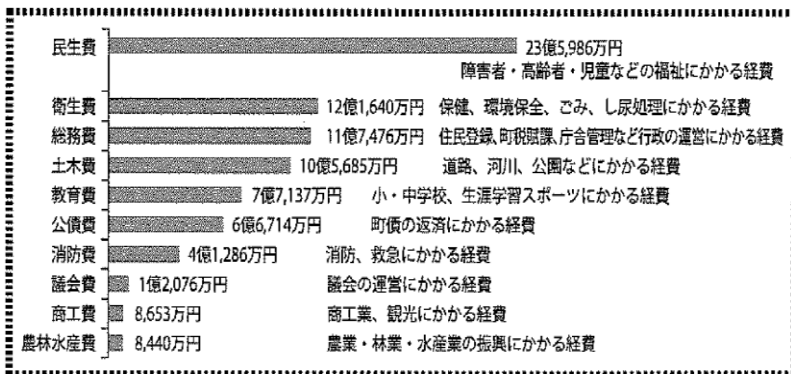 民生費 23億5,986万円
障害者・高齢者・児童などの福祉にかかる経費
衛生費 12億1,640万円 保健、環境保全、ごみ、し尿処理にかかる経費
総務費 11億7,476万円 住民登録、町税賦課、庁舎管理など行政の運営にかかる経費
土木費 10億5,685万円 道路、河川、公園などにかかる経費
教育費 7億7,137万円 小・中学校、生涯学習スポーツにかかる経費
公債費 6億6,714万円 町債の返済にかかる経費
消防費 4億1,286万円 消防、救急にかかる経費
議会費 1億2,076万円 議会の運営にかかる経費
商工費 8,653万円 商工業、観光にかかる経費
農林水産費 8,440万円 農業・林業・水産業の振興にかかる経費